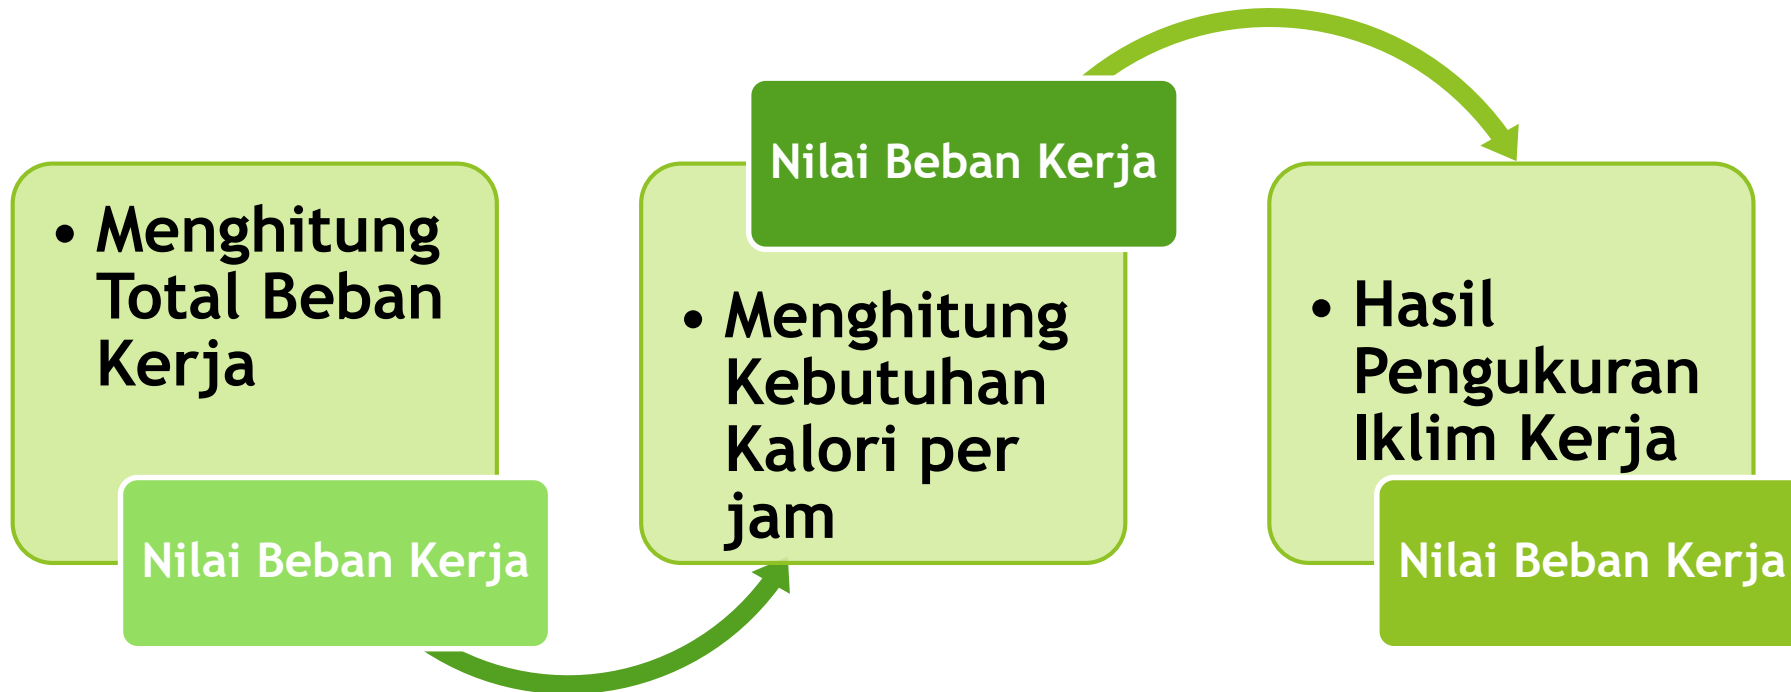 • Menghitung
Total Beban
Kerja
Nilai Beban Kerja
Nilai Beban Kerja
• Menghitung
Kebutuhan
Kalori per
jam
• Hasil
Pengukuran
Iklim Kerja
Nilai Beban Kerja